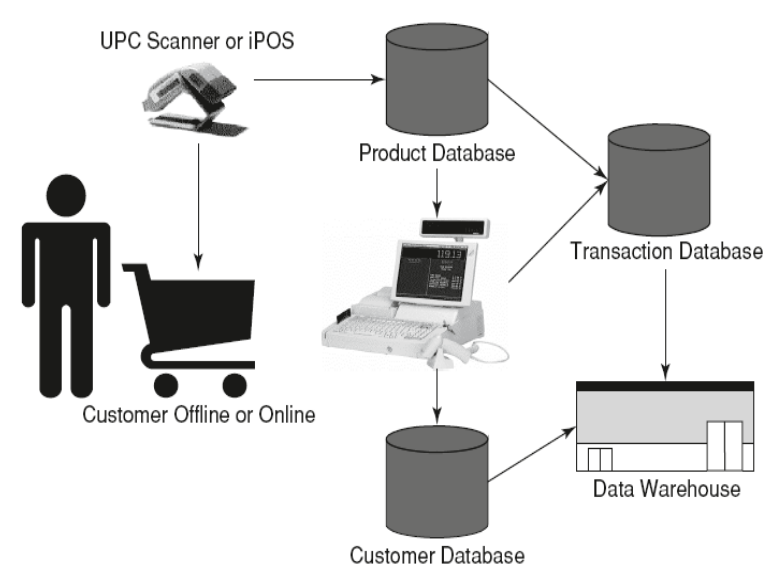 UPC Scanner or iPOS
Product Database
Transaction Database
Customer Offline or Online
Data Warehouse
Customer Database